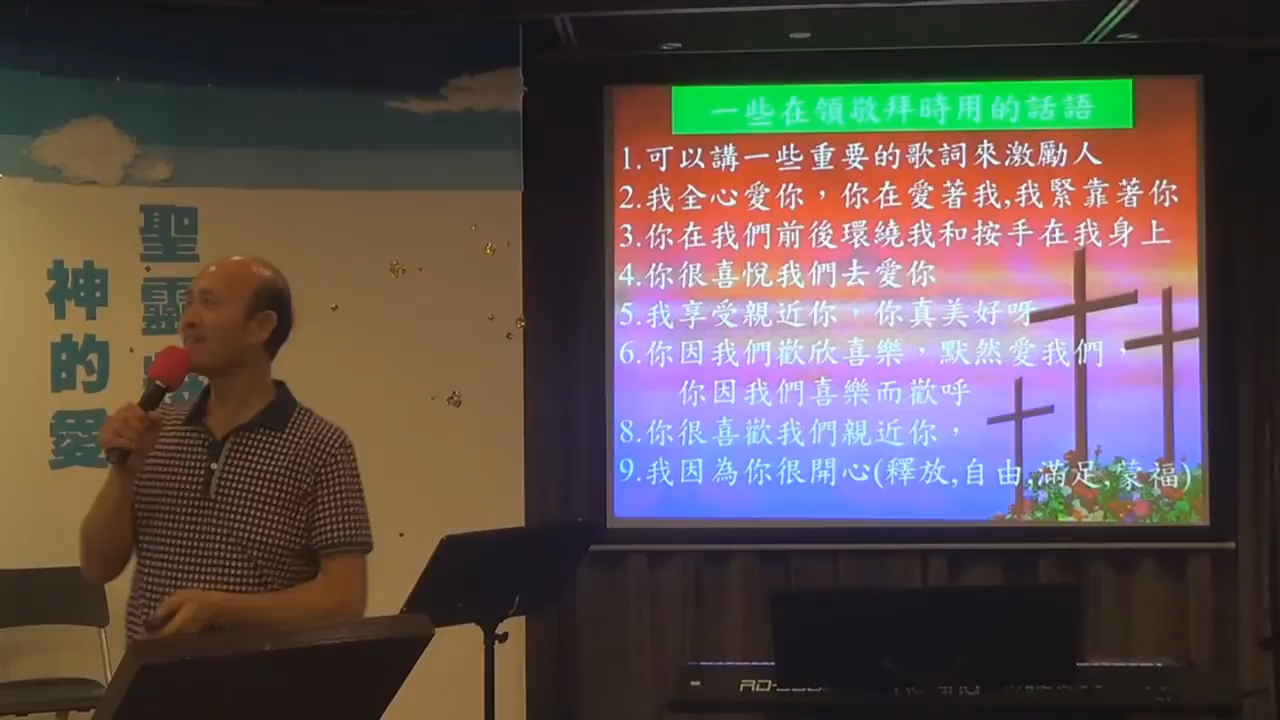 一些在領敬拜時用的話語
1.可以講一些重要的歌詞來激勵人
2.我全心愛你，你在愛著我,我緊靠著你
3.你在我們前後環繞我和按手在我身上
4.你很喜悅我們去愛你
5.我享受親近你，你真美好呀
6.你因我們歡欣喜樂，默然愛我們，
你因我們喜樂而歡呼
8.你很喜歡我們親近你，
9.我因為你很開心(釋放,自由,滿足,蒙福)
聖靈
神的愛